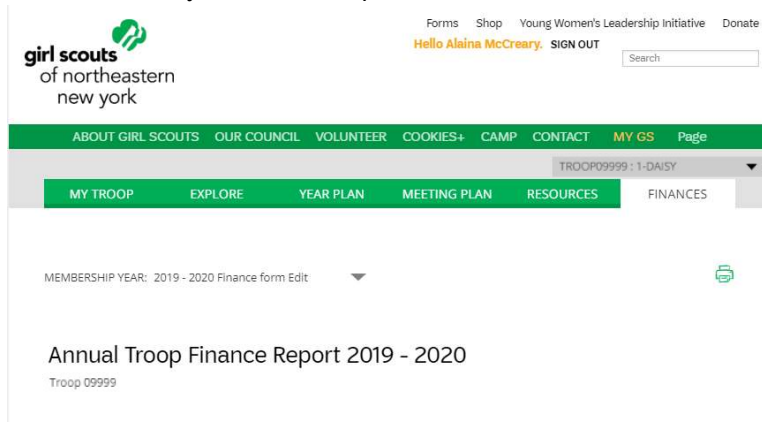 Forms Shop Young Women's Leadership Initiative Donate
Hello Alaina McCreary. SIGN OUT
Search
girl scouts
of northeastern
new york
ABOUT GIRL SCOUTS OUR COUNCIL VOLUNTEER COOKIES+ CAMP CONTACT MY GS Page
TROOP09999 : 1-DAISY
MY TROOP EXPLORE YEAR PLAN MEETING PLAN RESOURCES FINANCES
MEMBERSHIP YEAR: 2019 - 2020 Finance form Edit
Annual Troop Finance Report 2019 - 2020
Troop 09999